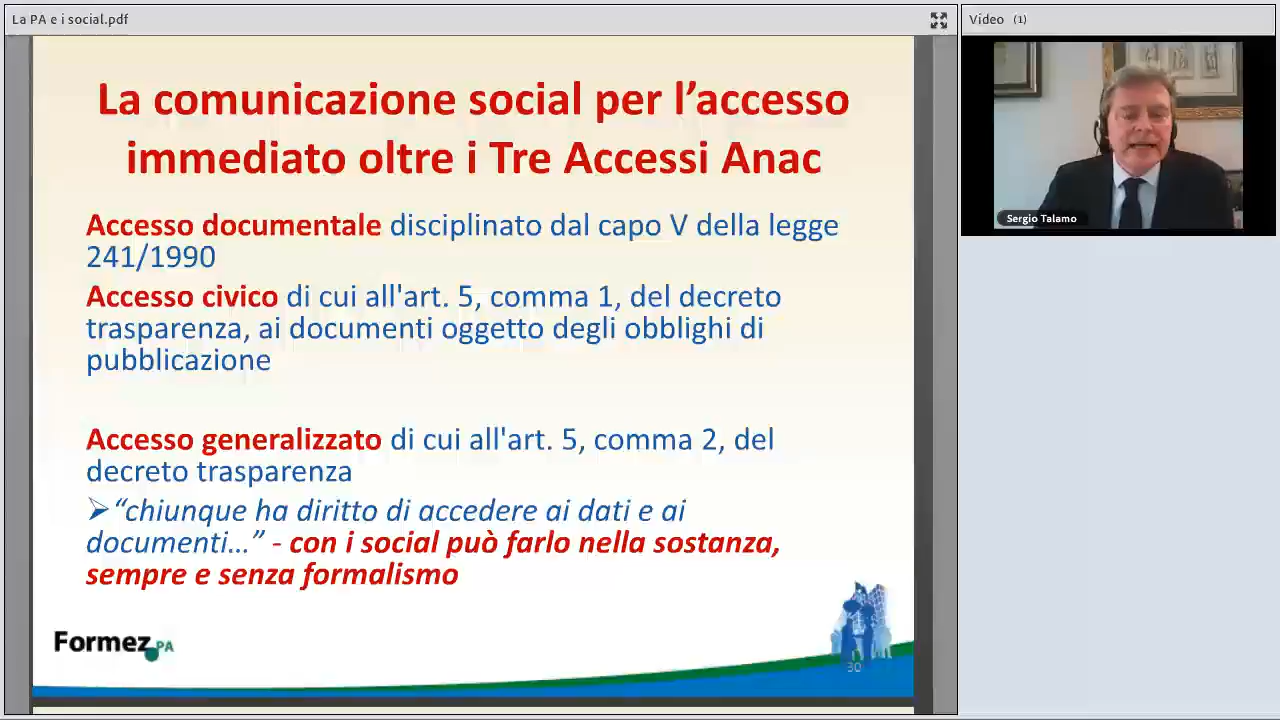 La PA e i social.pdf
Video (1)
La comunicazione social per l’accesso
immediato oltre i Tre Accessi Anac
Accesso documentale disciplinato dal capo V della legge
241/1990
Accesso civico di cui all'art. 5, comma 1, del decreto
trasparenza, ai documenti oggetto degli obblighi di
pubblicazione
Accesso generalizzato di cui all'art. 5, comma 2, del
decreto trasparenza
➢“chiunque ha diritto di accedere ai dati e ai
documenti…” - con i social può farlo nella sostanza,
sempre e senza formalismo
Formez PA
30
Sergio Talamo